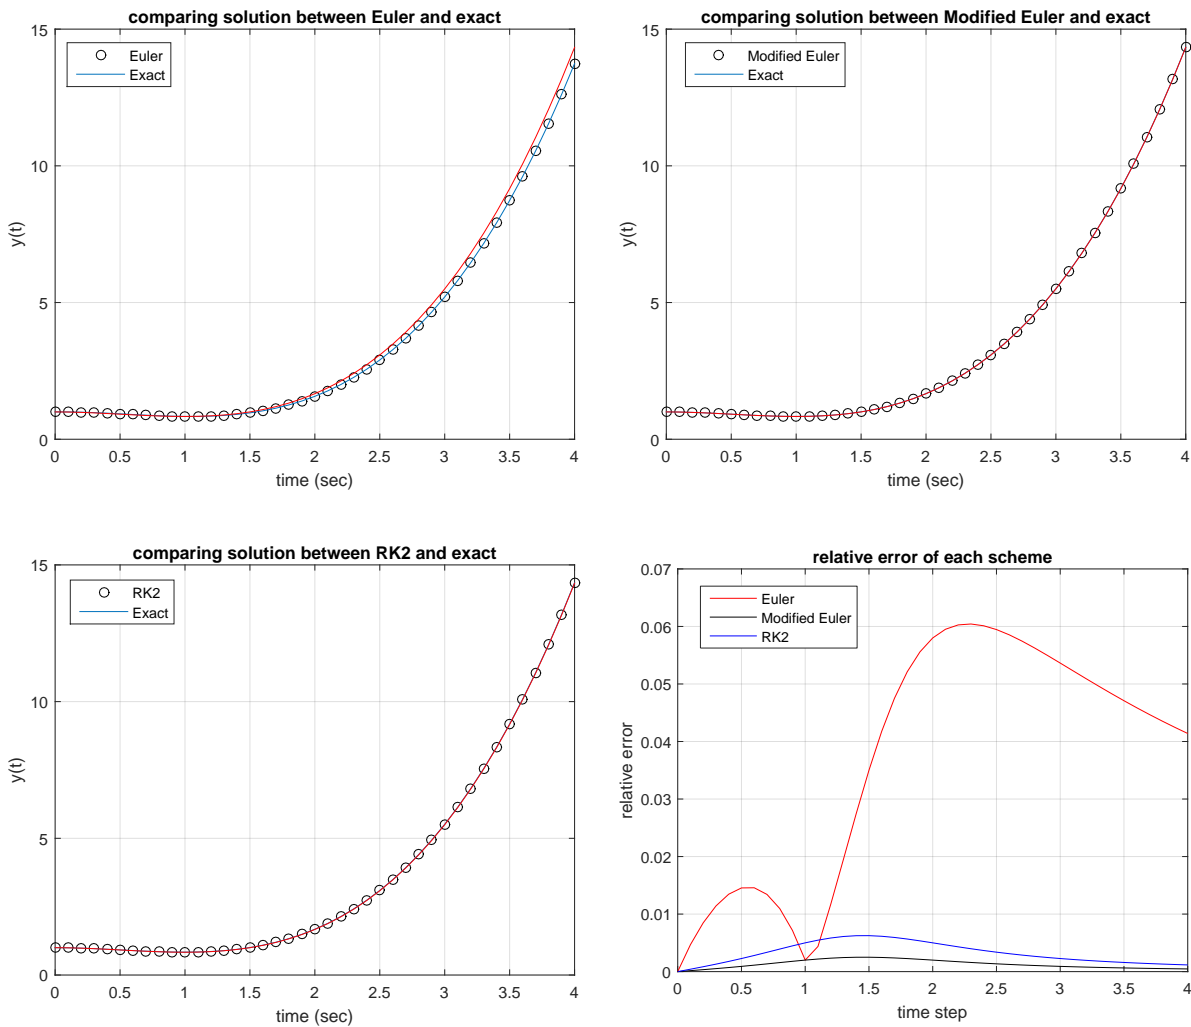 comparing solution between Euler and exact
15
10
5
0
Euler
Exact
y(t)
0 0.5 1 1.5 2 2.5 3 3.5 4
time (sec)
comparing solution between Modified Euler and exact
15
10
5
0
Modified Euler
Exact
y(t)
0 0.5 1 1.5 2 2.5 3 3.5 4
time (sec)
comparing solution between RK2 and exact
15
10
5
0
RK2
Exact
y(t)
0 0.5 1 1.5 2 2.5 3 3.5 4
time (sec)
relative error of each scheme
0.07
0.06
0.05
0.04
0.03
0.02
0.01
0
Euler
Modified Euler
RK2
relative error
0 0.5 1 1.5 2 2.5 3 3.5 4
time step